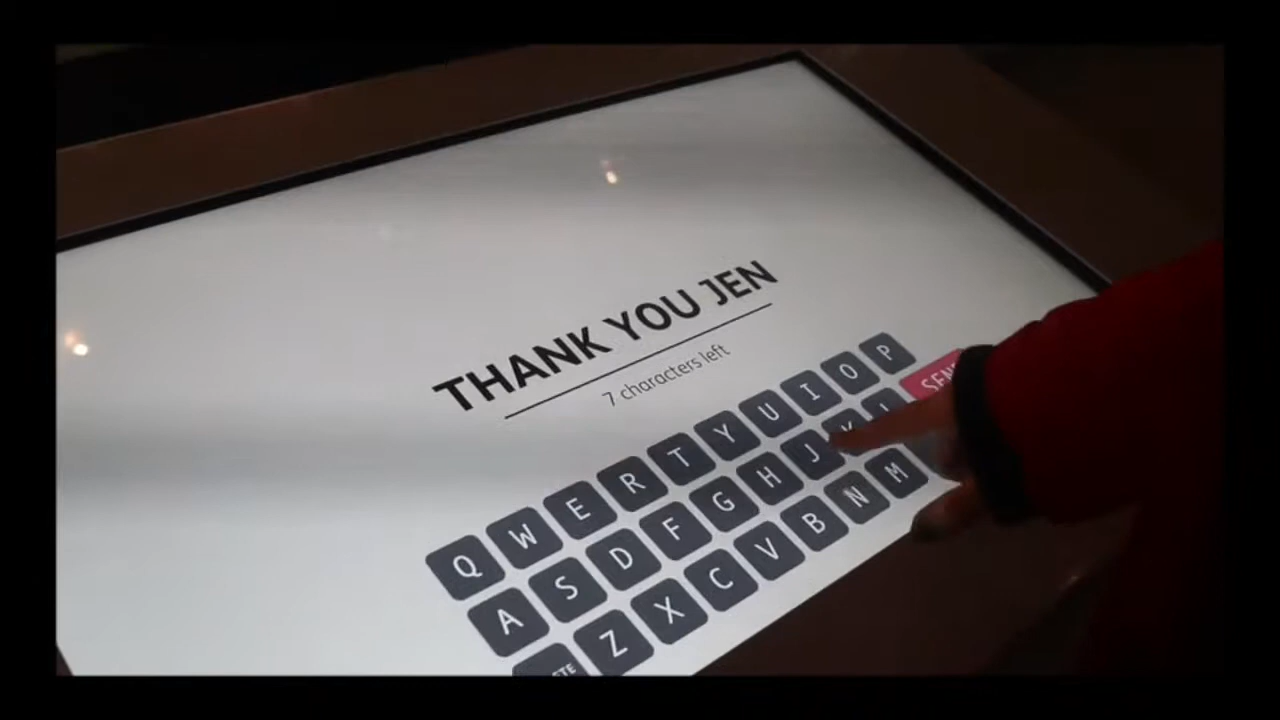 THANK YOU JEN
7 characters left
Q W E R T Y U I O P
A S D F G H J K L
Z X C V B N M